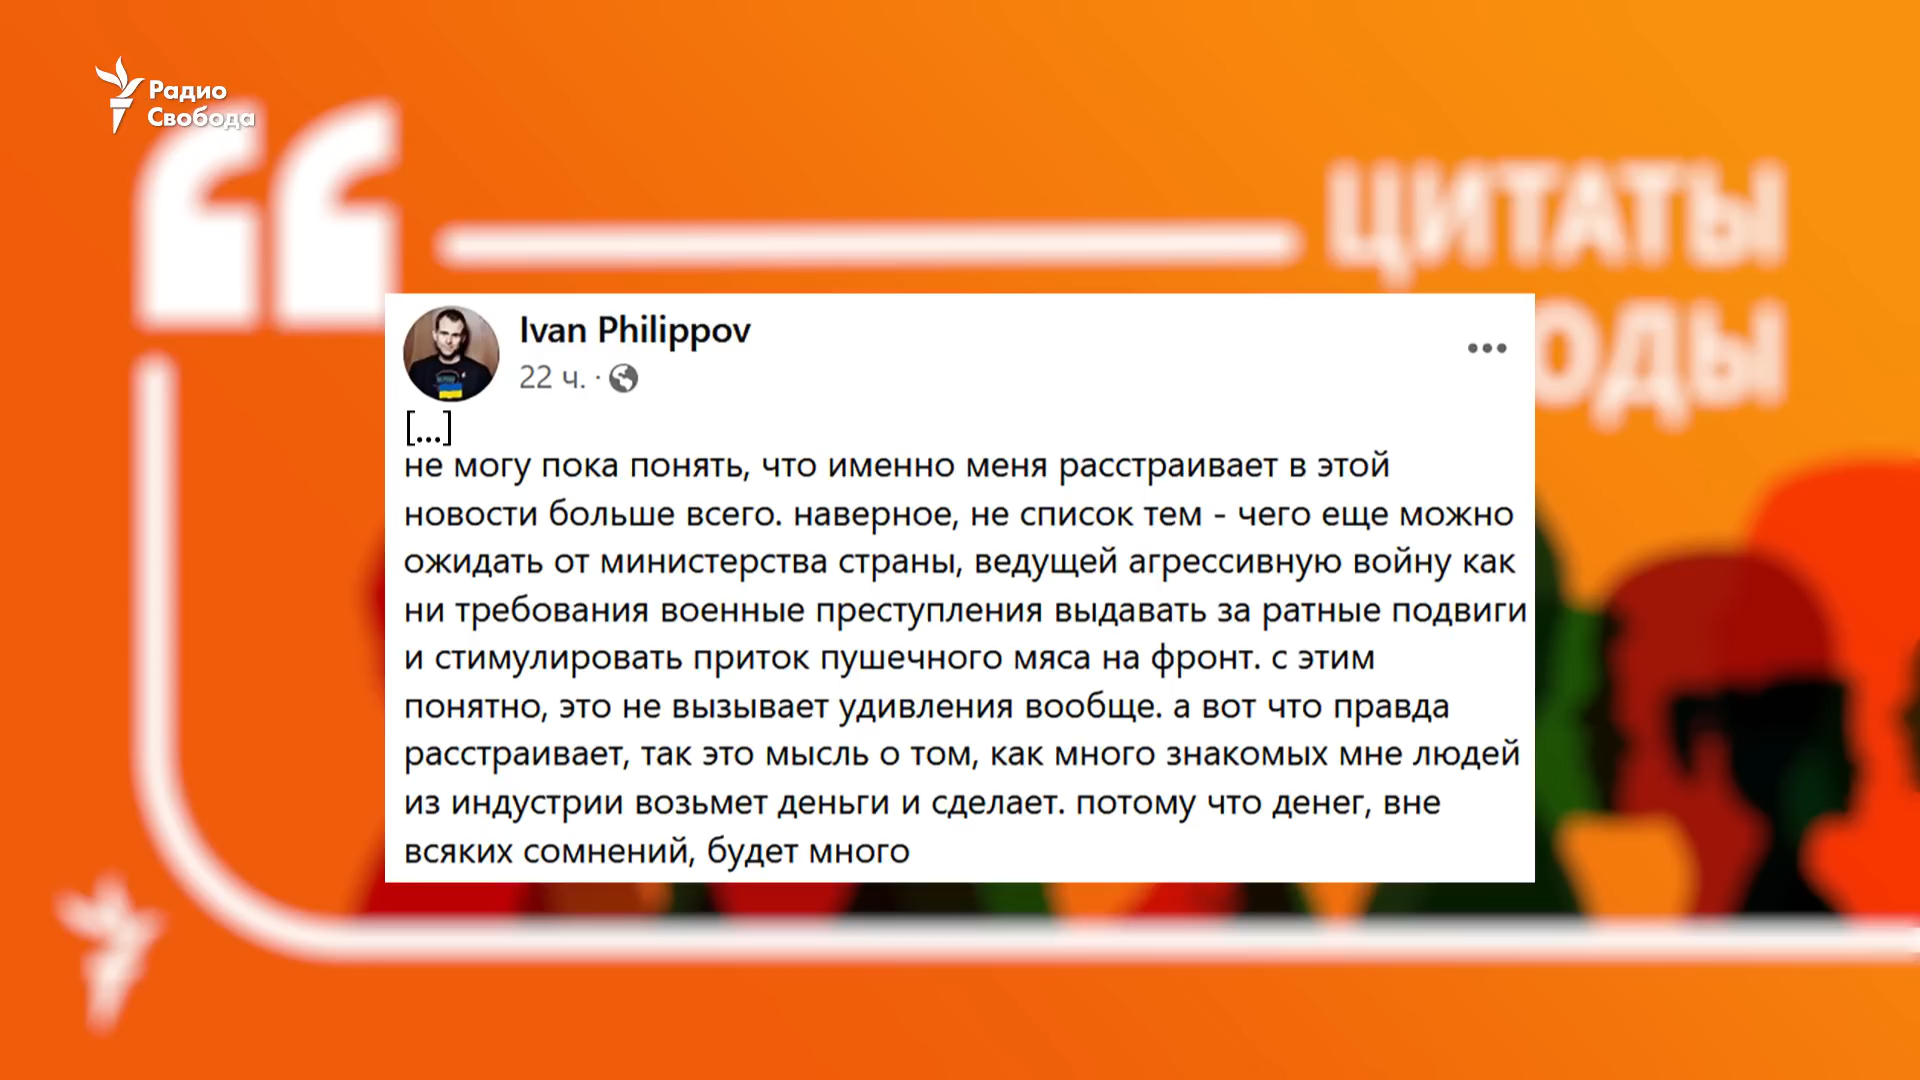 Радио
Свобода
ЦИТАТЫ
ОДЫ
Ivan Philippov
22 ч. ·
[...]
не могу пока понять, что именно меня расстраивает в этой
новости больше всего. наверное, не список тем - чего еще можно
ожидать от министерства страны, ведущей агрессивную войну как
ни требования военные преступления выдавать за ратные подвиги
и стимулировать приток пушечного мяса на фронт. с этим
понятно, это не вызывает удивления вообще. а вот что правда
расстраивает, так это мысль о том, как много знакомых мне людей
из индустрии возьмет деньги и сделает. потому что денег, вне
всяких сомнений, будет много